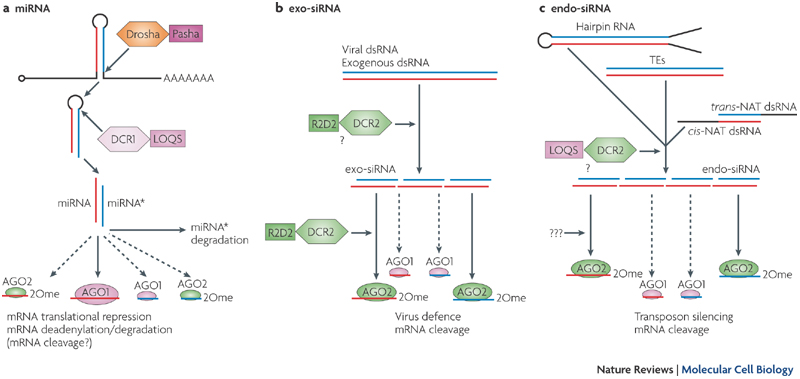 a miRNA
Drosha
Pasha
AAAAAAA
DCR1
LOQS
miRNA
miRNA*
miRNA*
degradation
AGO2
2Ome
AGO1
AGO1
AGO2
2Ome
mRNA translational repression
mRNA deadenylation/degradation
(mRNA cleavage?)
b exo-siRNA
Viral dsRNA
Exogenous dsRNA
R2D2
DCR2
?
exo-siRNA
R2D2
DCR2
AGO1
AGO1
AGO2
2Ome
AGO2
2Ome
Virus defence
mRNA cleavage
c endo-siRNA
Hairpin RNA
TEs
trans-NAT dsRNA
cis-NAT dsRNA
LOQS
DCR2
?
endo-siRNA
???
AGO2
2Ome
AGO1
AGO1
AGO2
2Ome
Transposon silencing
mRNA cleavage
Nature Reviews | Molecular Cell Biology